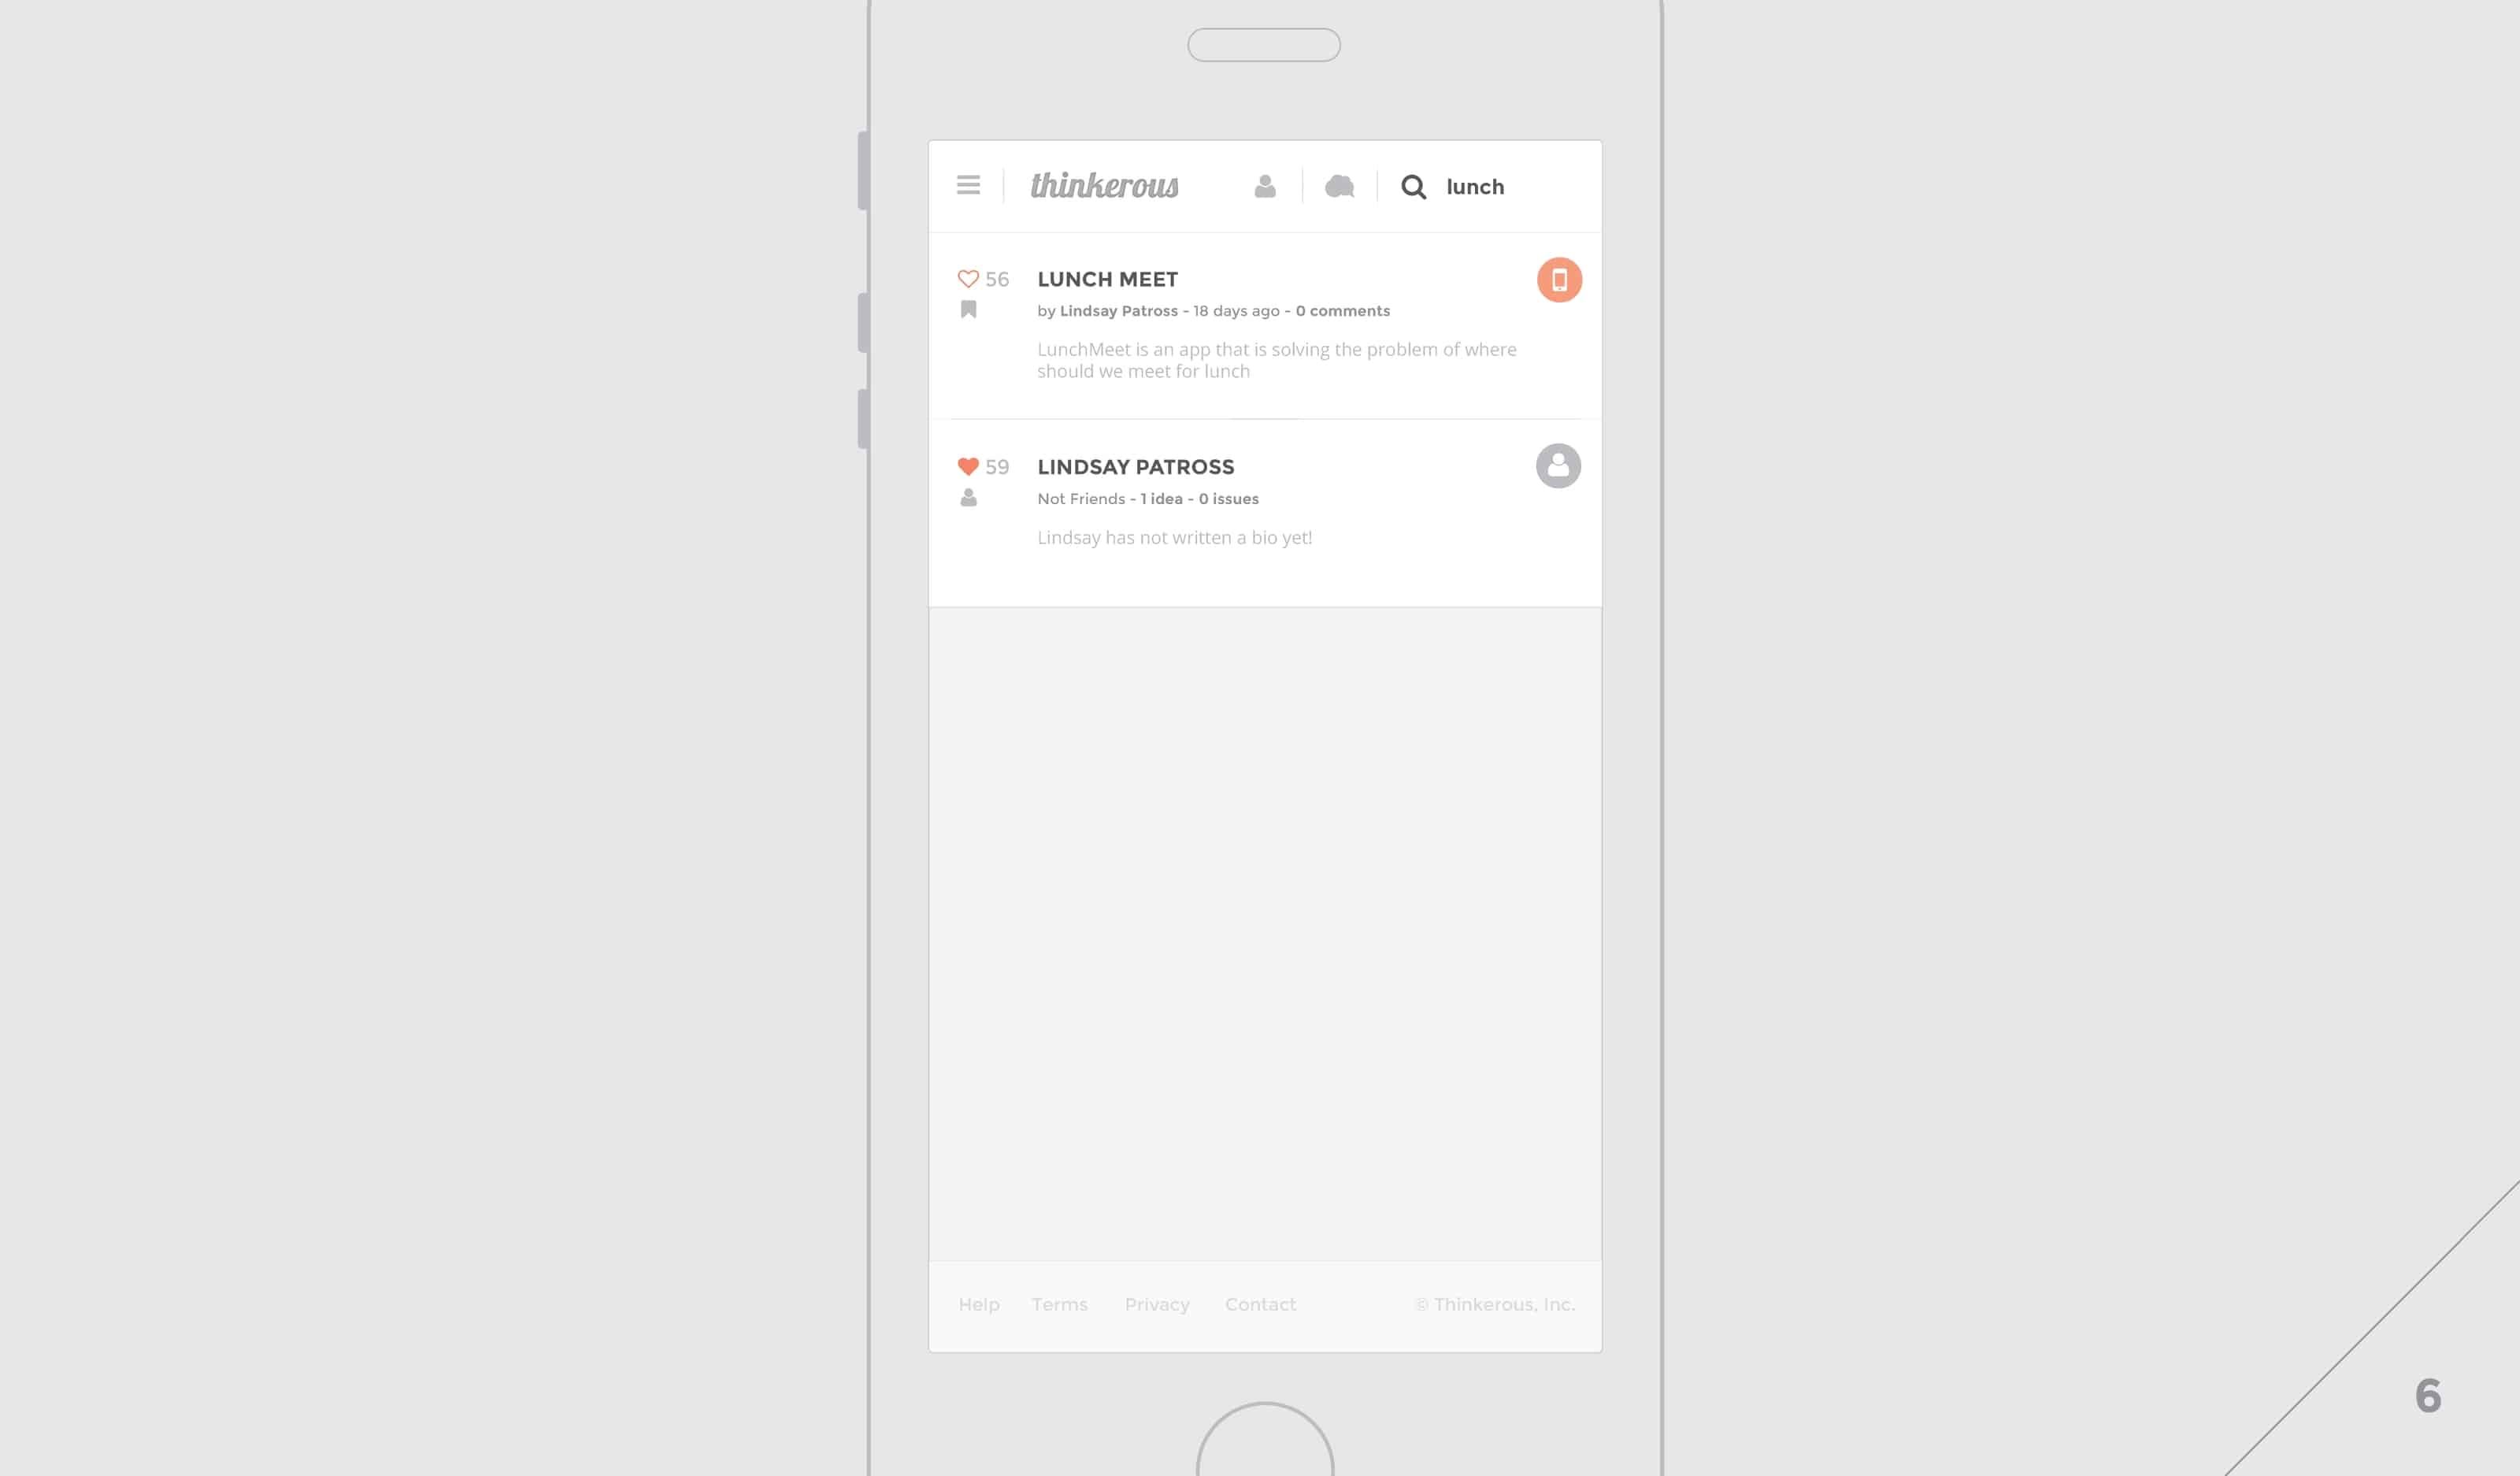 thinkerous lunch
56 LUNCH MEET
by Lindsay Patross - 18 days ago - 0 comments
LunchMeet is an app that is solving the problem of where
should we meet for lunch
59 LINDSAY PATROSS
Not Friends - 1 idea - 0 issues
Lindsay has not written a bio yet!
Help Terms Privacy Contact © Thinkerous, Inc.
6